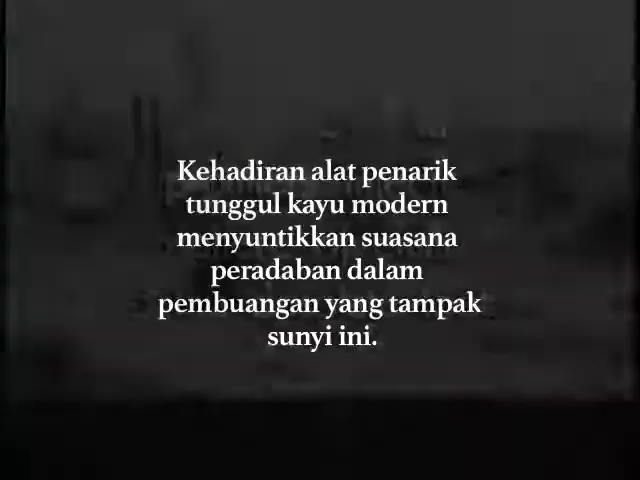 Kehadiran alat penarik
tunggul kayu modern
menyuntikkan suasana
peradaban dalam
pembuangan yang tampak
sunyi ini.